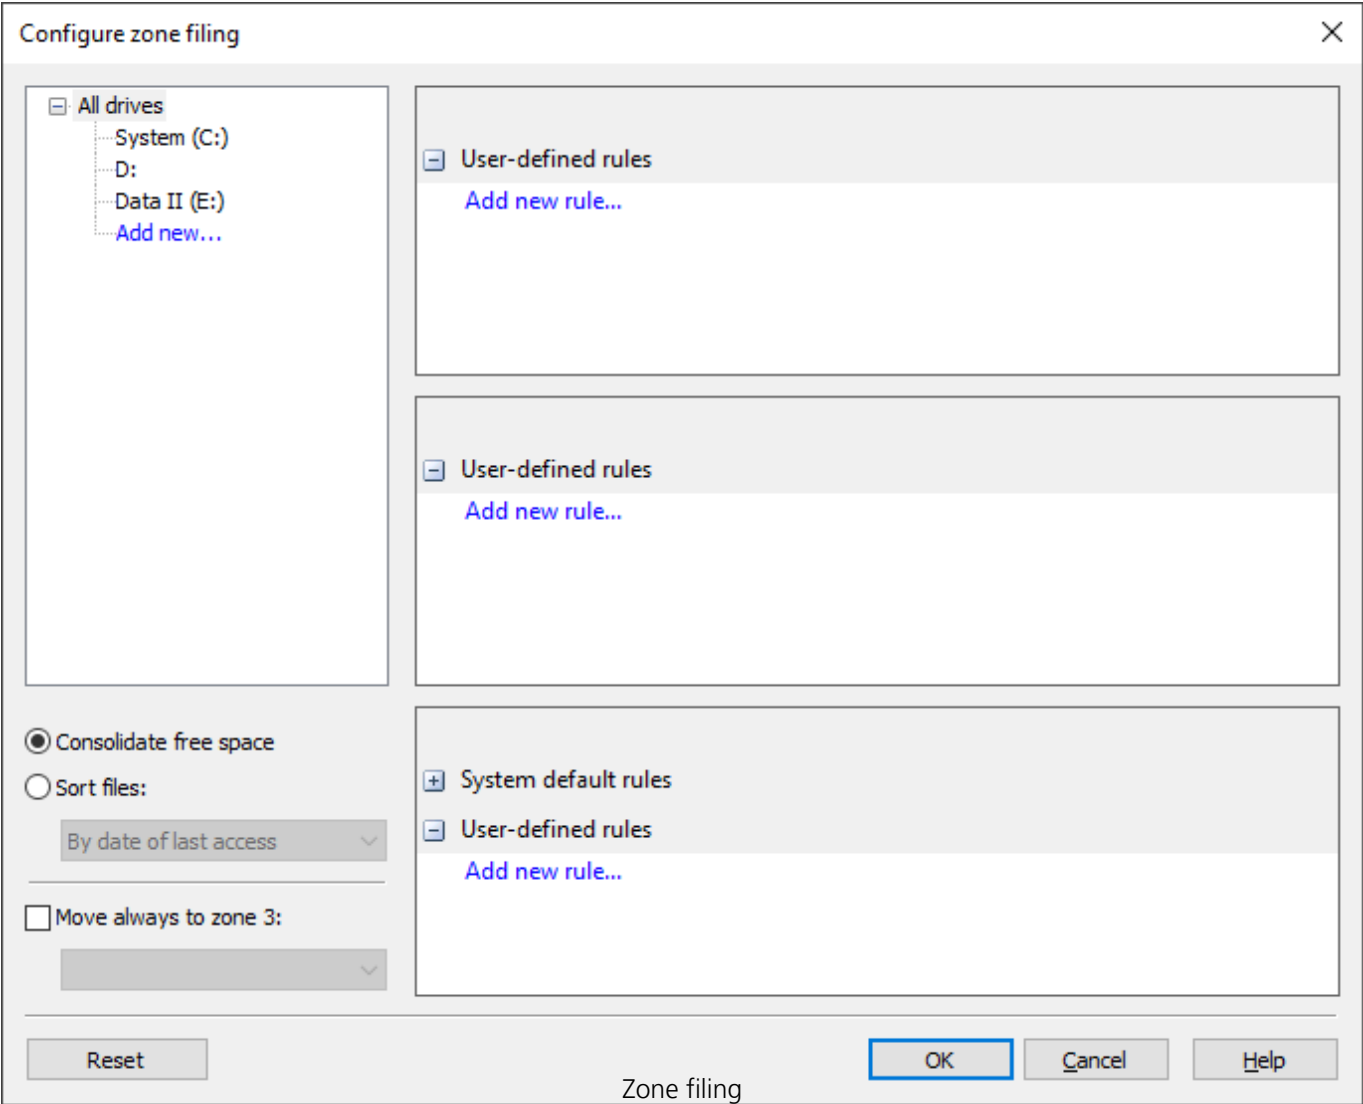 Configure zone filing
All drives
System (C:)
D:
Data II (E:)
Add new...
Consolidate free space
Sort files:
By date of last access
Move always to zone 3:
User-defined rules
Add new rule...
User-defined rules
Add new rule...
System default rules
User-defined rules
Add new rule...
Reset
OK
Cancel
Help
Zone filing